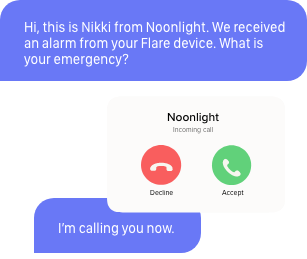 Hi, this is Nikki from Noonlight. We received
an alarm from your Flare device. What is
your emergency?
Noonlight
Incoming call
Decline
Accept
I'm calling you now.